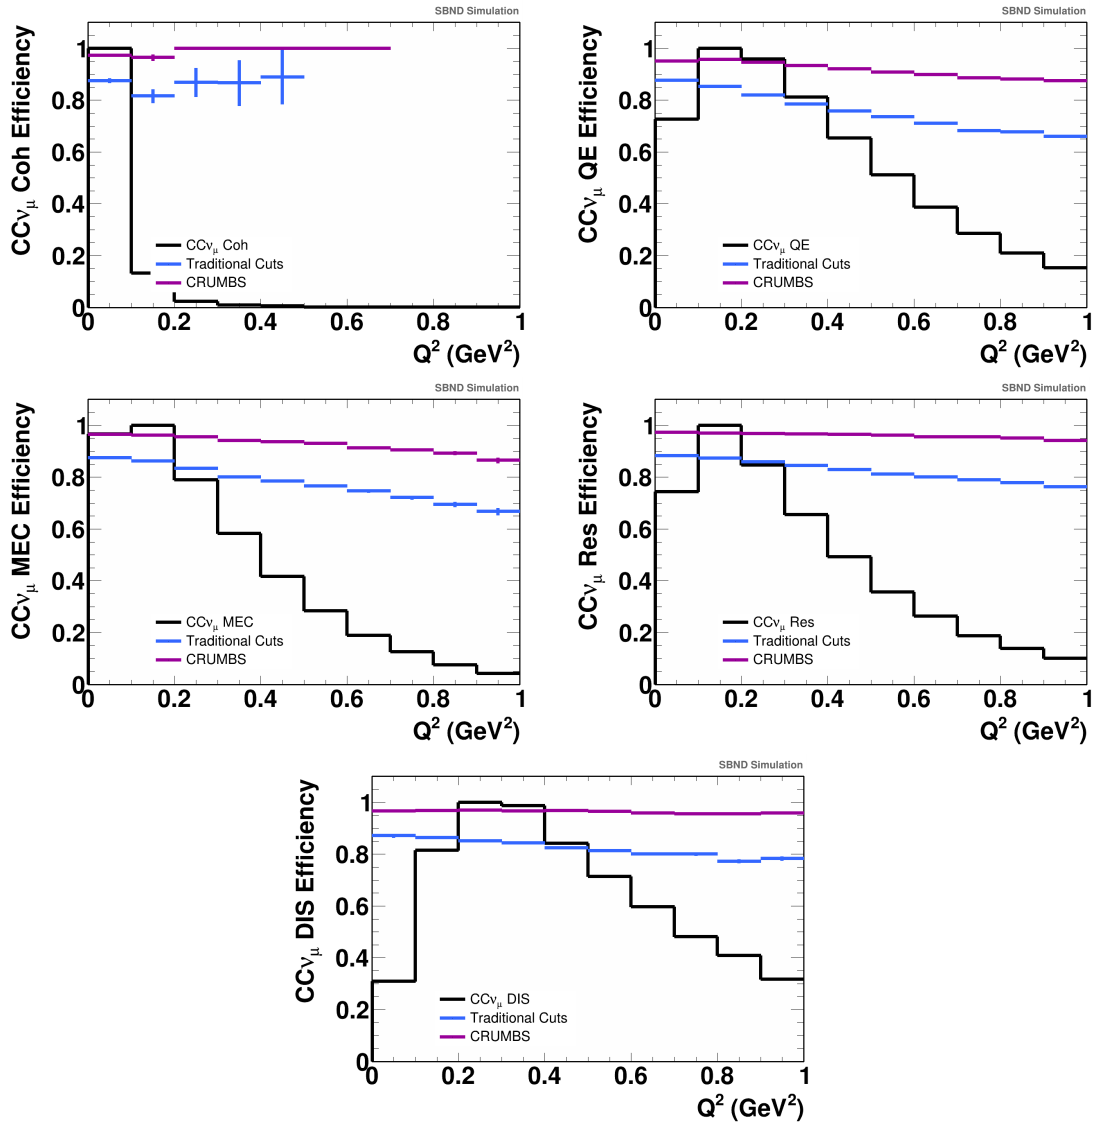 SBND Simulation
CCνμ Coh Efficiency
1
0.8
0.6
0.4
0.2
0
CCνμ Coh
Traditional Cuts
CRUMBS
0 0.2 0.4 0.6 0.8 1
Q² (GeV²)
SBND Simulation
CCνμ QE Efficiency
1
0.8
0.6
0.4
0.2
0
CCνμ QE
Traditional Cuts
CRUMBS
0 0.2 0.4 0.6 0.8 1
Q² (GeV²)
SBND Simulation
CCνμ MEC Efficiency
1
0.8
0.6
0.4
0.2
0
CCνμ MEC
Traditional Cuts
CRUMBS
0 0.2 0.4 0.6 0.8 1
Q² (GeV²)
SBND Simulation
CCνμ Res Efficiency
1
0.8
0.6
0.4
0.2
0
CCνμ Res
Traditional Cuts
CRUMBS
0 0.2 0.4 0.6 0.8 1
Q² (GeV²)
SBND Simulation
CCνμ DIS Efficiency
1
0.8
0.6
0.4
0.2
0
CCνμ DIS
Traditional Cuts
CRUMBS
0 0.2 0.4 0.6 0.8 1
Q² (GeV²)